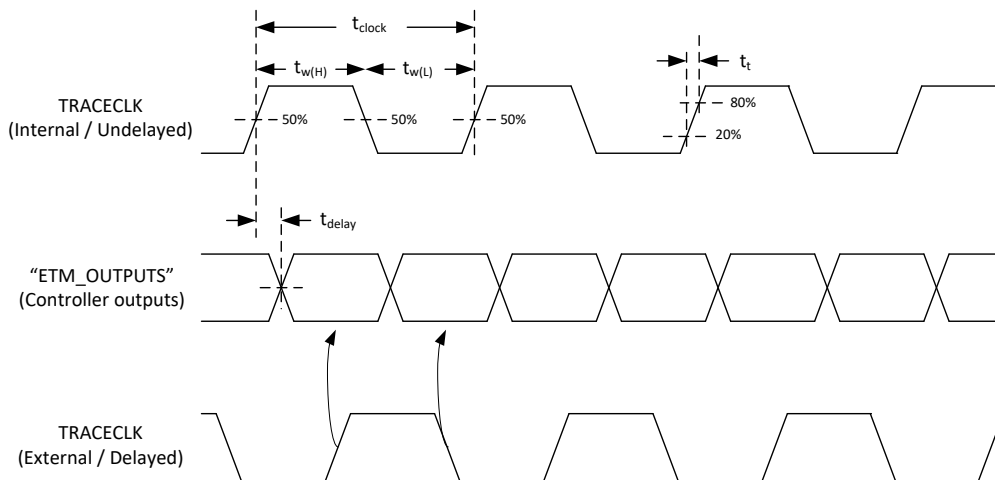 tclock
tw(H)
tw(L)
tt
TRACECLK
(Internal / Undelayed)
50%
50%
50%
80%
20%
tdelay
“ETM_OUTPUTS”
(Controller outputs)
TRACECLK
(External / Delayed)